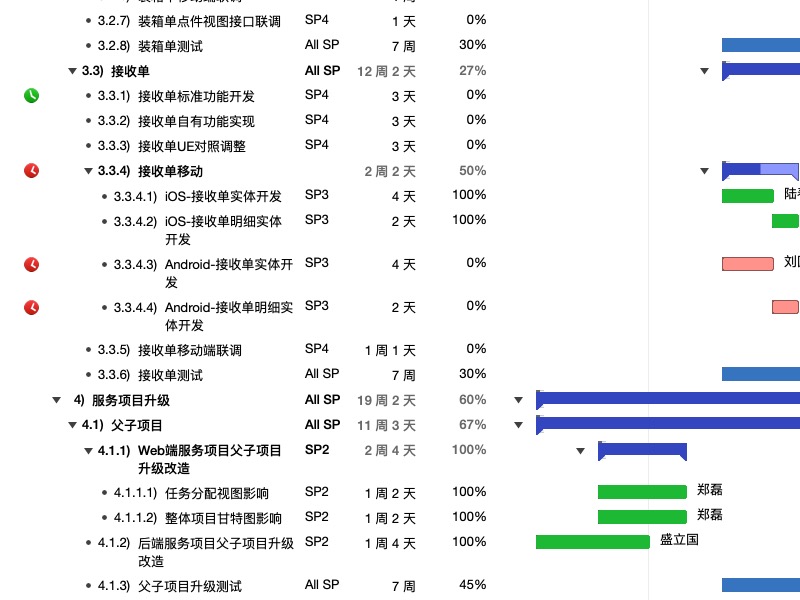 3.2.7) 装箱单点件视图接口联调 SP4 1 天 0%
3.2.8) 装箱单测试 All SP 7 周 30%
3.3) 接收单 All SP 12 周 2 天 27%
3.3.1) 接收单标准功能开发 SP4 3 天 0%
3.3.2) 接收单自有功能实现 SP4 3 天 0%
3.3.3) 接收单UE对照调整 SP4 3 天 0%
3.3.4) 接收单移动 2 周 2 天 50%
3.3.4.1) iOS-接收单实体开发 SP3 4 天 100%
3.3.4.2) iOS-接收单明细实体 SP3 2 天 100%
开发
3.3.4.3) Android-接收单实体开 SP3 4 天 0%
发
3.3.4.4) Android-接收单明细实 SP3 2 天 0%
体开发
3.3.5) 接收单移动端联调 SP4 1 周 1 天 0%
3.3.6) 接收单测试 All SP 7 周 30%
4) 服务项目升级 All SP 19 周 2 天 60%
4.1) 父子项目 All SP 11 周 3 天 67%
4.1.1) Web端服务项目父子项目 SP2 2 周 4 天 100%
升级改造
4.1.1.1) 任务分配视图影响 SP2 1 周 2 天 100% 郑磊
4.1.1.2) 整体项目甘特图影响 SP2 1 周 2 天 100% 郑磊
4.1.2) 后端服务项目父子项目升级 SP2 1 周 4 天 100% 盛立国
改造
4.1.3) 父子项目升级测试 All SP 7 周 45%